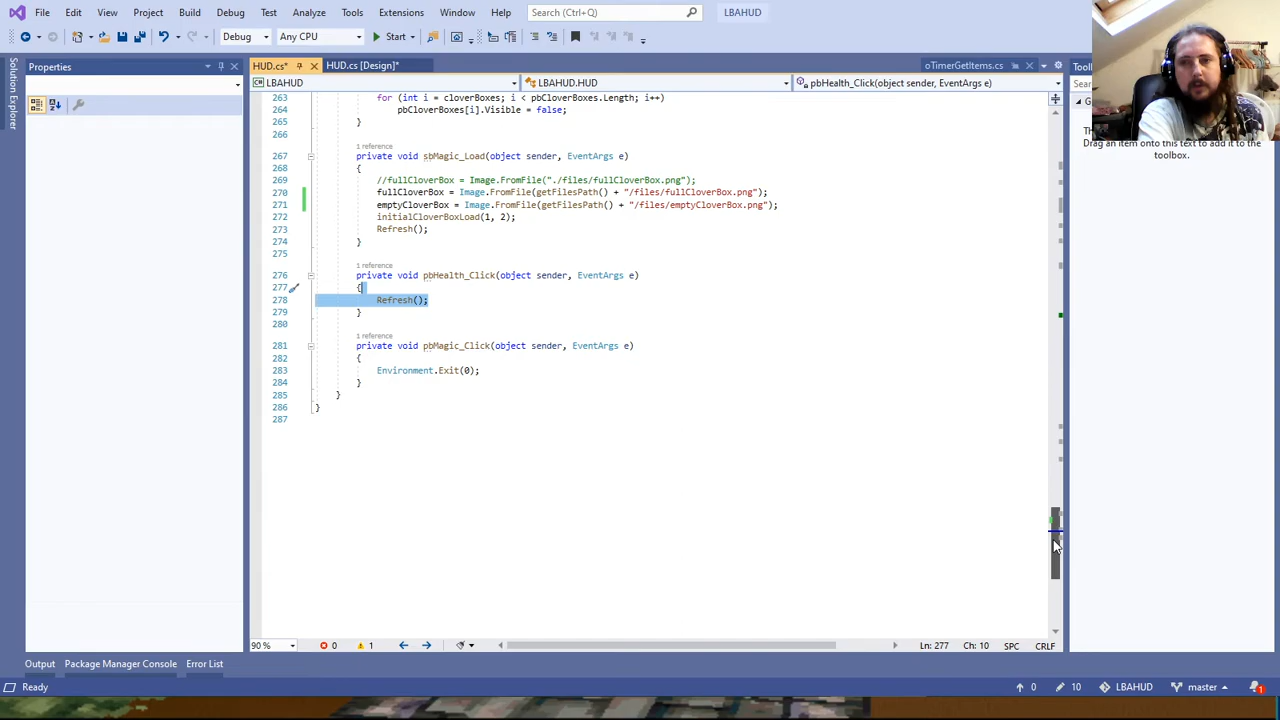 File Edit View Project Build Debug Test Analyze Tools Extensions Window Help Search (Ctrl+Q) LBAHUD
Debug Any CPU Start
Solution Explorer
Properties
HUD.cs* HUD.cs [Design]* oTimerGetItems.cs
LBAHUD LBAHUD.HUD pbHealth_Click(object sender, EventArgs e)
263 for (int i = cloverBoxes; i < pbCloverBoxes.Length; i++)
264 pbCloverBoxes[i].Visible = false;
265 }
266
1 reference
267 private void sbMagic_Load(object sender, EventArgs e)
268 {
269 //fullCloverBox = Image.FromFile("./files/fullCloverBox.png");
270 fullCloverBox = Image.FromFile(getFilesPath() + "/files/fullCloverBox.png");
271 emptyCloverBox = Image.FromFile(getFilesPath() + "/files/emptyCloverBox.png");
272 initialCloverBoxLoad(1, 2);
273 Refresh();
274 }
275
1 reference
276 private void pbHealth_Click(object sender, EventArgs e)
277 {
278 Refresh();
279 }
280
1 reference
281 private void pbMagic_Click(object sender, EventArgs e)
282 {
283 Environment.Exit(0);
284 }
285 }
286 }
287
Drag an item onto this text to add it to the
toolbox.
90 % 0 1 Ln: 277 Ch: 10 SPC CRLF
Output Package Manager Console Error List
Ready 0 10 LBAHUD master 1